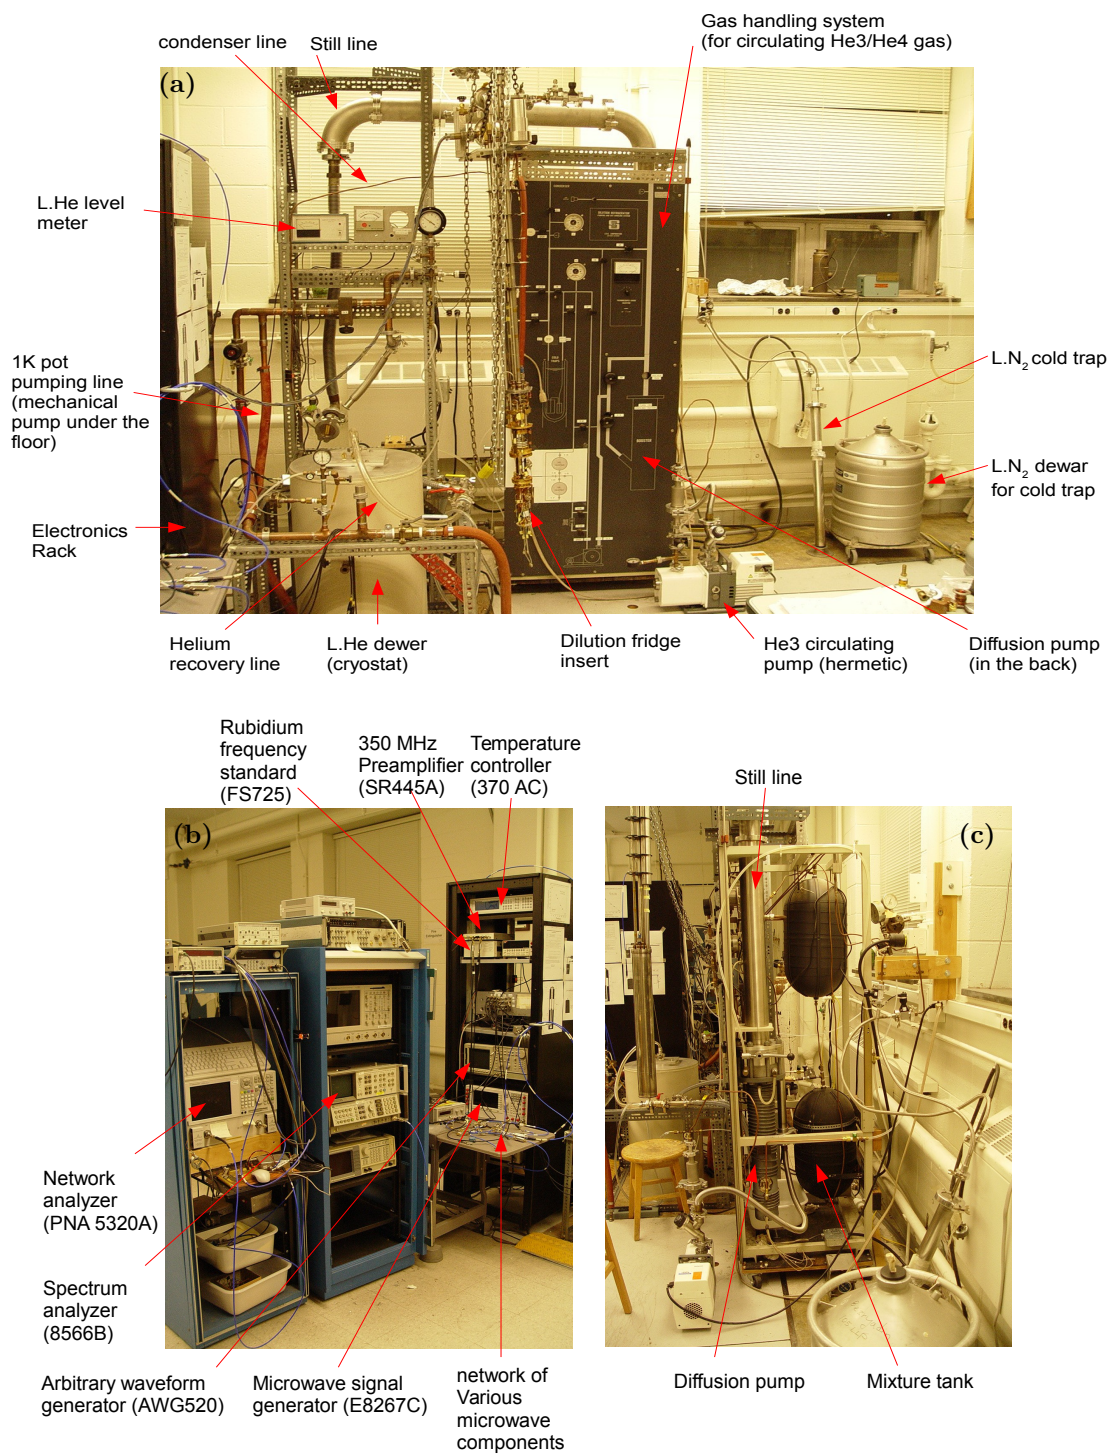 Gas handling system
(for circulating He3/He4 gas)
condenser line
Still line
(a)
L.He level
meter
1K pot
pumping line
(mechanical
pump under the
floor)
L.N2 cold trap
L.N2 dewar
for cold trap
Electronics
Rack
Helium
recovery line
L.He dewer
(cryostat)
Dilution fridge
insert
He3 circulating
pump (hermetic)
Diffusion pump
(in the back)
Rubidium
frequency
standard
(FS725)
350 MHz
Preamplifier
(SR445A)
Temperature
controller
(370 AC)
Still line
(b)
(c)
Network
analyzer
(PNA 5320A)
Spectrum
analyzer
(8566B)
Arbitrary waveform
generator (AWG520)
Microwave signal
generator (E8267C)
network of
Various
microwave
components
Diffusion pump
Mixture tank